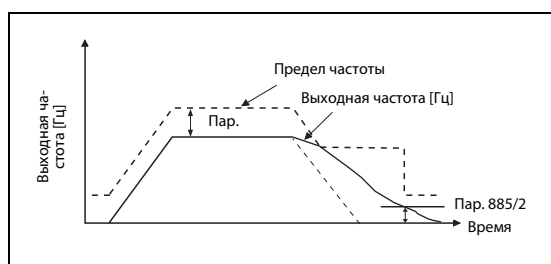 Предел частоты
Выходная частота [Гц]
Выходная ча-
стота [Гц]
Пар.
Пар. 885/2
Время